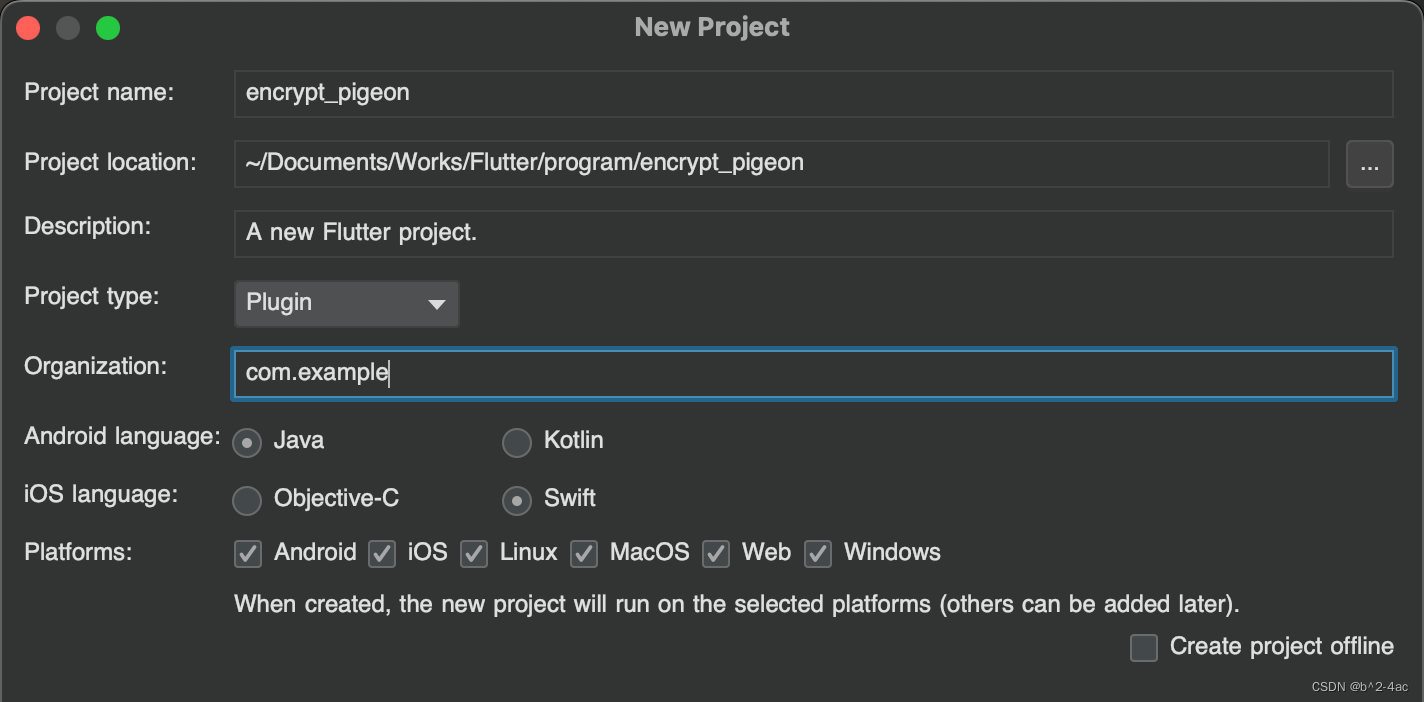 New Project
Project name: encrypt_pigeon
Project location: ~/Documents/Works/Flutter/program/encrypt_pigeon ...
Description: A new Flutter project.
Project type: Plugin
Organization: com.example
Android language: Java Kotlin
iOS language: Objective-C Swift
Platforms: Android iOS Linux MacOS Web Windows
When created, the new project will run on the selected platforms (others can be added later).
Create project offline
CSDN @b^2-4ac